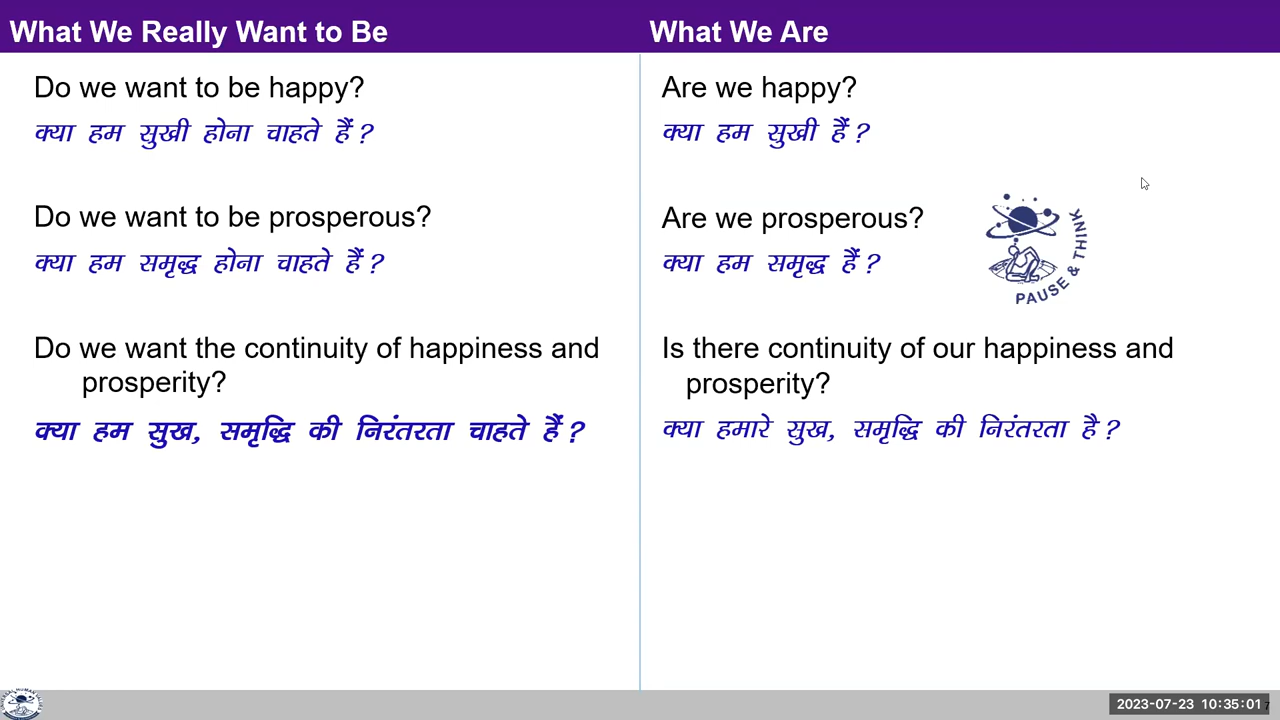 What We Really Want to Be
Do we want to be happy?
क्या हम सुखी होना चाहते हैं ?
Do we want to be prosperous?
क्या हम समृद्ध होना चाहते हैं ?
Do we want the continuity of happiness and
prosperity?
क्या हम सुख, समृद्धि की निरंतरता चाहते हैं ?
What We Are
Are we happy?
क्या हम सुखी हैं ?
Are we prosperous?
क्या हम समृद्ध हैं ?
PAUSE & THINK
Is there continuity of our happiness and
prosperity?
क्या हमारे सुख, समृद्धि की निरंतरता है ?
2023-07-23 10:35:01
7